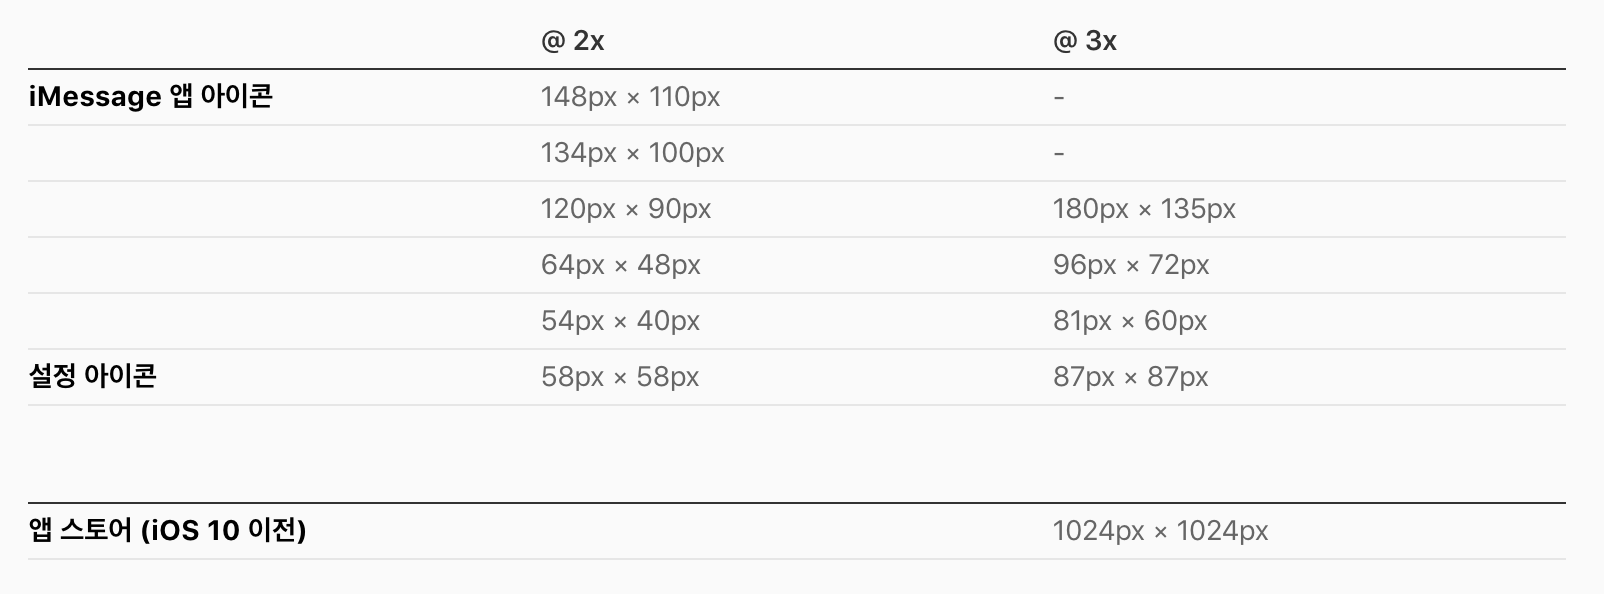 @ 2x @ 3x
iMessage 앱 아이콘 148px × 110px -
134px × 100px -
120px × 90px 180px × 135px
64px × 48px 96px × 72px
54px × 40px 81px × 60px
설정 아이콘 58px × 58px 87px × 87px
앱 스토어 (iOS 10 이전) 1024px × 1024px